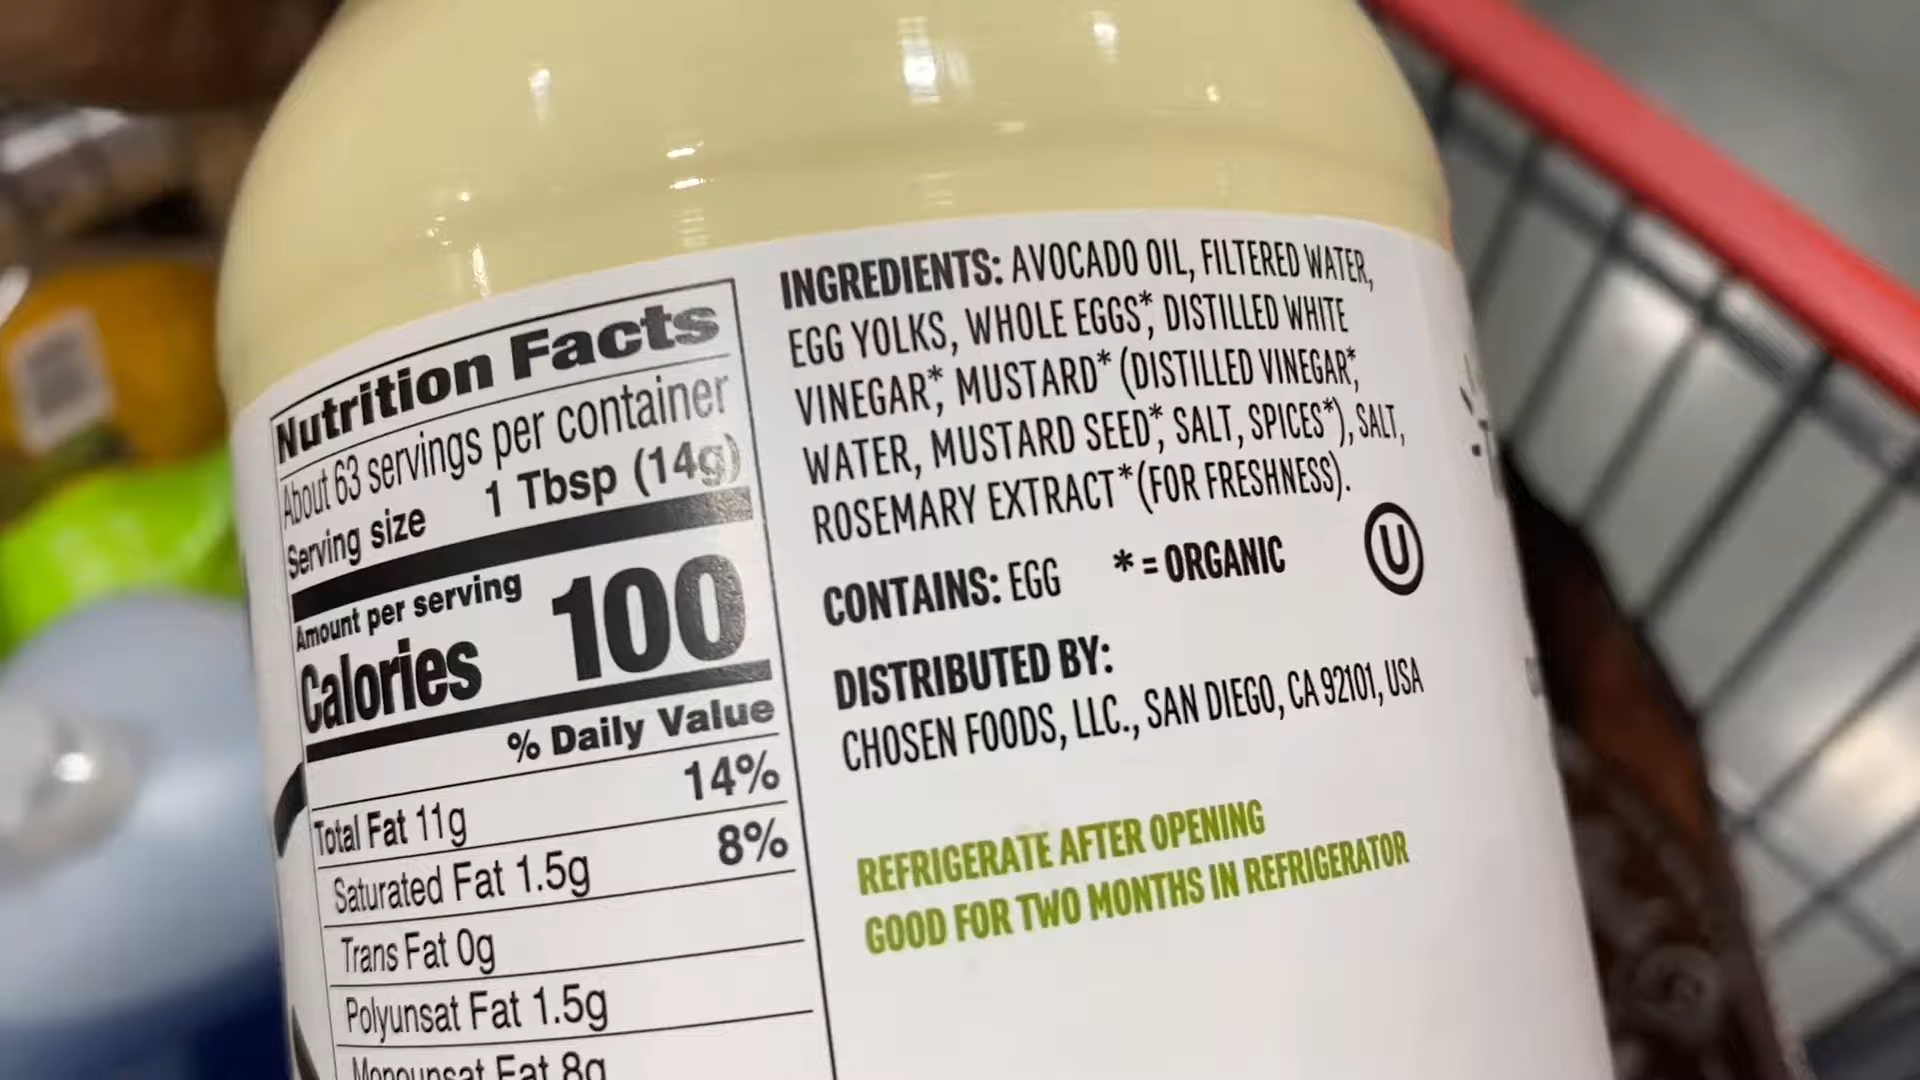 Nutrition Facts
About 63 servings per container
Serving size 1 Tbsp (14g)
Amount per serving
Calories 100
% Daily Value
Total Fat 11g 14%
Saturated Fat 1.5g 8%
Trans Fat 0g
Polyunsat Fat 1.5g
Monounsat Fat 8g
INGREDIENTS: AVOCADO OIL, FILTERED WATER,
EGG YOLKS, WHOLE EGGS*, DISTILLED WHITE
VINEGAR*, MUSTARD* (DISTILLED VINEGAR*,
WATER, MUSTARD SEED*, SALT, SPICES*), SALT,
ROSEMARY EXTRACT* (FOR FRESHNESS).
CONTAINS: EGG * = ORGANIC U
DISTRIBUTED BY:
CHOSEN FOODS, LLC., SAN DIEGO, CA 92101, USA
REFRIGERATE AFTER OPENING
GOOD FOR TWO MONTHS IN REFRIGERATOR